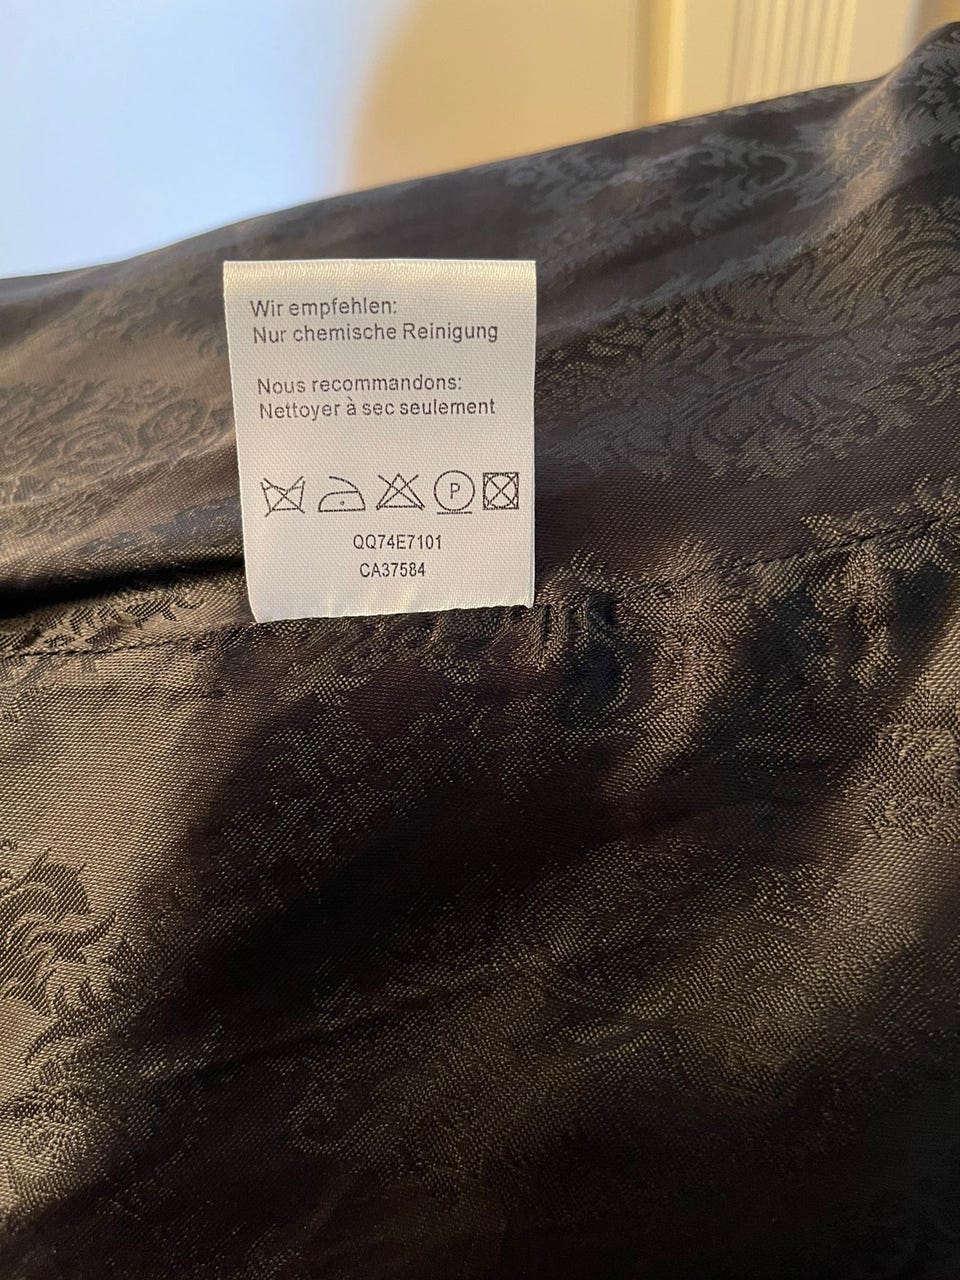 Wir empfehlen:
Nur chemische Reinigung
Nous recommandons:
Nettoyer à sec seulement
P
QQ74E7101
CA37584